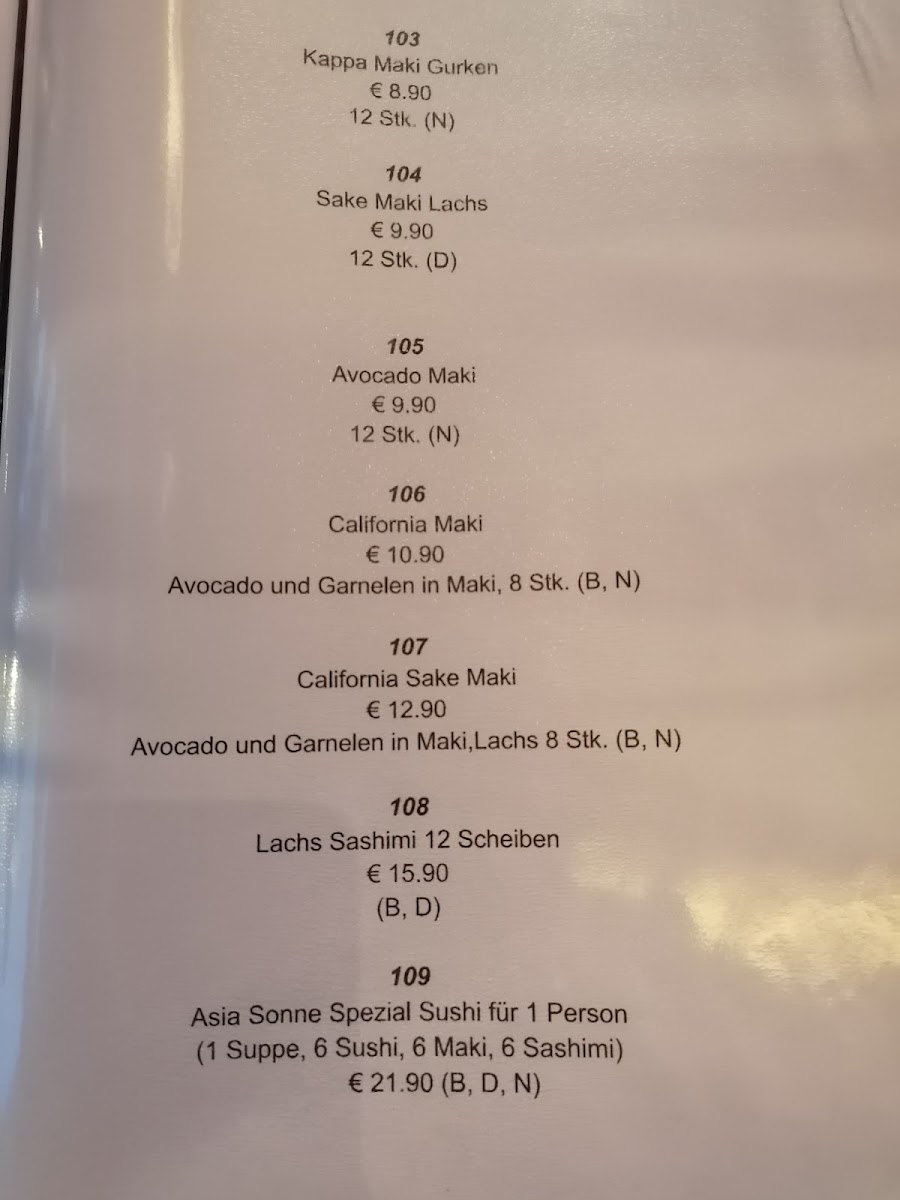 103
Kappa Maki Gurken
€ 8.90
12 Stk. (N)
104
Sake Maki Lachs
€ 9.90
12 Stk. (D)
105
Avocado Maki
€ 9.90
12 Stk. (N)
106
California Maki
€ 10.90
Avocado und Garnelen in Maki, 8 Stk. (B, N)
107
California Sake Maki
€ 12.90
Avocado und Garnelen in Maki,Lachs 8 Stk. (B, N)
108
Lachs Sashimi 12 Scheiben
€ 15.90
(B, D)
109
Asia Sonne Spezial Sushi für 1 Person
(1 Suppe, 6 Sushi, 6 Maki, 6 Sashimi)
€ 21.90 (B, D, N)